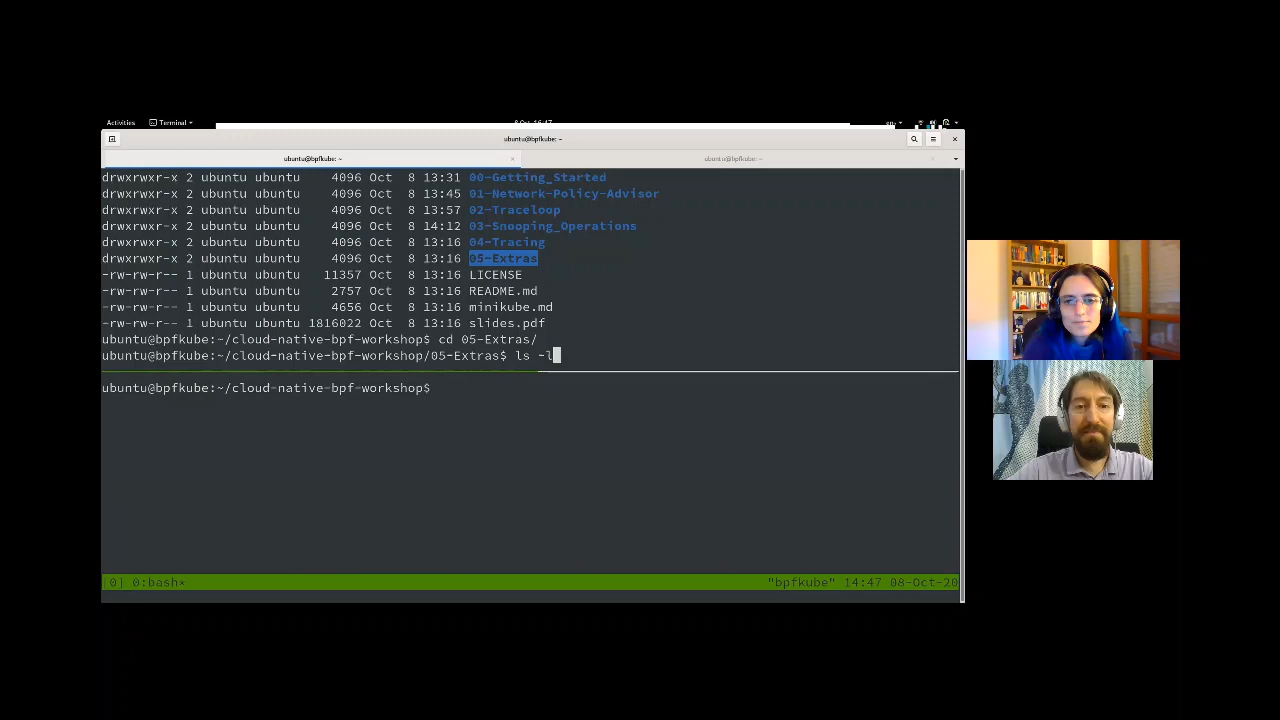 Activities Terminal
ubuntu@bpfkube: ~
ubuntu@bpfkube: ~ ubuntu@bpfkube: ~
drwxrwxr-x 2 ubuntu ubuntu 4096 Oct 8 13:31 00-Getting_Started
drwxrwxr-x 2 ubuntu ubuntu 4096 Oct 8 13:45 01-Network-Policy-Advisor
drwxrwxr-x 2 ubuntu ubuntu 4096 Oct 8 13:57 02-Traceloop
drwxrwxr-x 2 ubuntu ubuntu 4096 Oct 8 14:12 03-Snooping_Operations
drwxrwxr-x 2 ubuntu ubuntu 4096 Oct 8 13:16 04-Tracing
drwxrwxr-x 2 ubuntu ubuntu 4096 Oct 8 13:16 05-Extras
-rw-rw-r-- 1 ubuntu ubuntu 11357 Oct 8 13:16 LICENSE
-rw-rw-r-- 1 ubuntu ubuntu 2757 Oct 8 13:16 README.md
-rw-rw-r-- 1 ubuntu ubuntu 4656 Oct 8 13:16 minikube.md
-rw-rw-r-- 1 ubuntu ubuntu 1816022 Oct 8 13:16 slides.pdf
ubuntu@bpfkube:~/cloud-native-bpf-workshop$ cd 05-Extras/
ubuntu@bpfkube:~/cloud-native-bpf-workshop/05-Extras$ ls -l
ubuntu@bpfkube:~/cloud-native-bpf-workshop$
[0] 0:bash* "bpfkube" 14:47 08-Oct-20